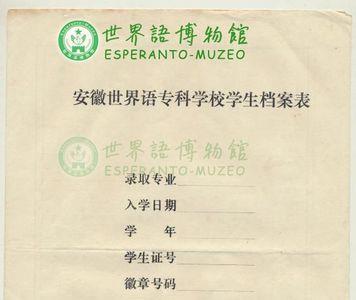 世界語博物館
ESPERANTO-MUZEO
安徽世界语专科学校学生档案表
世界語博物館
ESPERANTO-MUZEO
录取专业
入学日期
学 年
学生证号
徽章号码